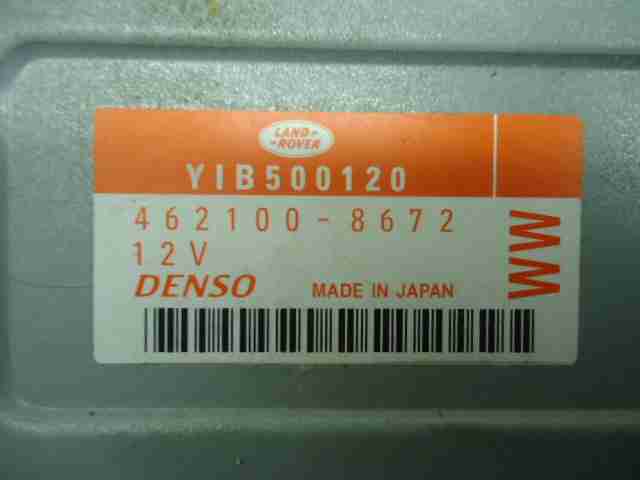 LAND-
-ROVER
YIB500120
462100-8672
12V
DENSO MADE IN JAPAN
WW